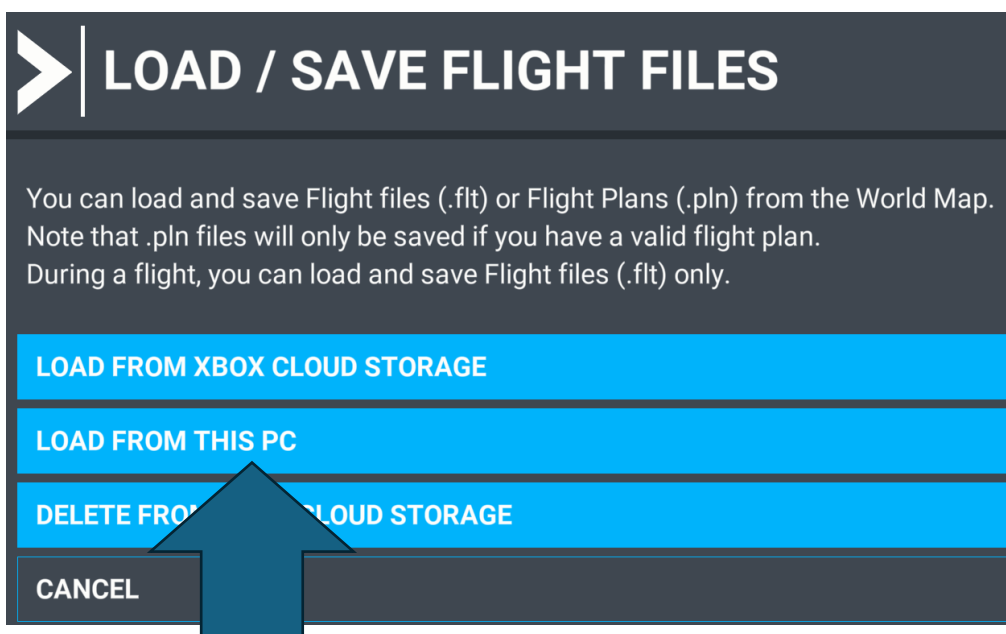 LOAD / SAVE FLIGHT FILES
You can load and save Flight files (.flt) or Flight Plans (.pln) from the World Map.
Note that .pln files will only be saved if you have a valid flight plan.
During a flight, you can load and save Flight files (.flt) only.
LOAD FROM XBOX CLOUD STORAGE
LOAD FROM THIS PC
DELETE FROM CLOUD STORAGE
CANCEL